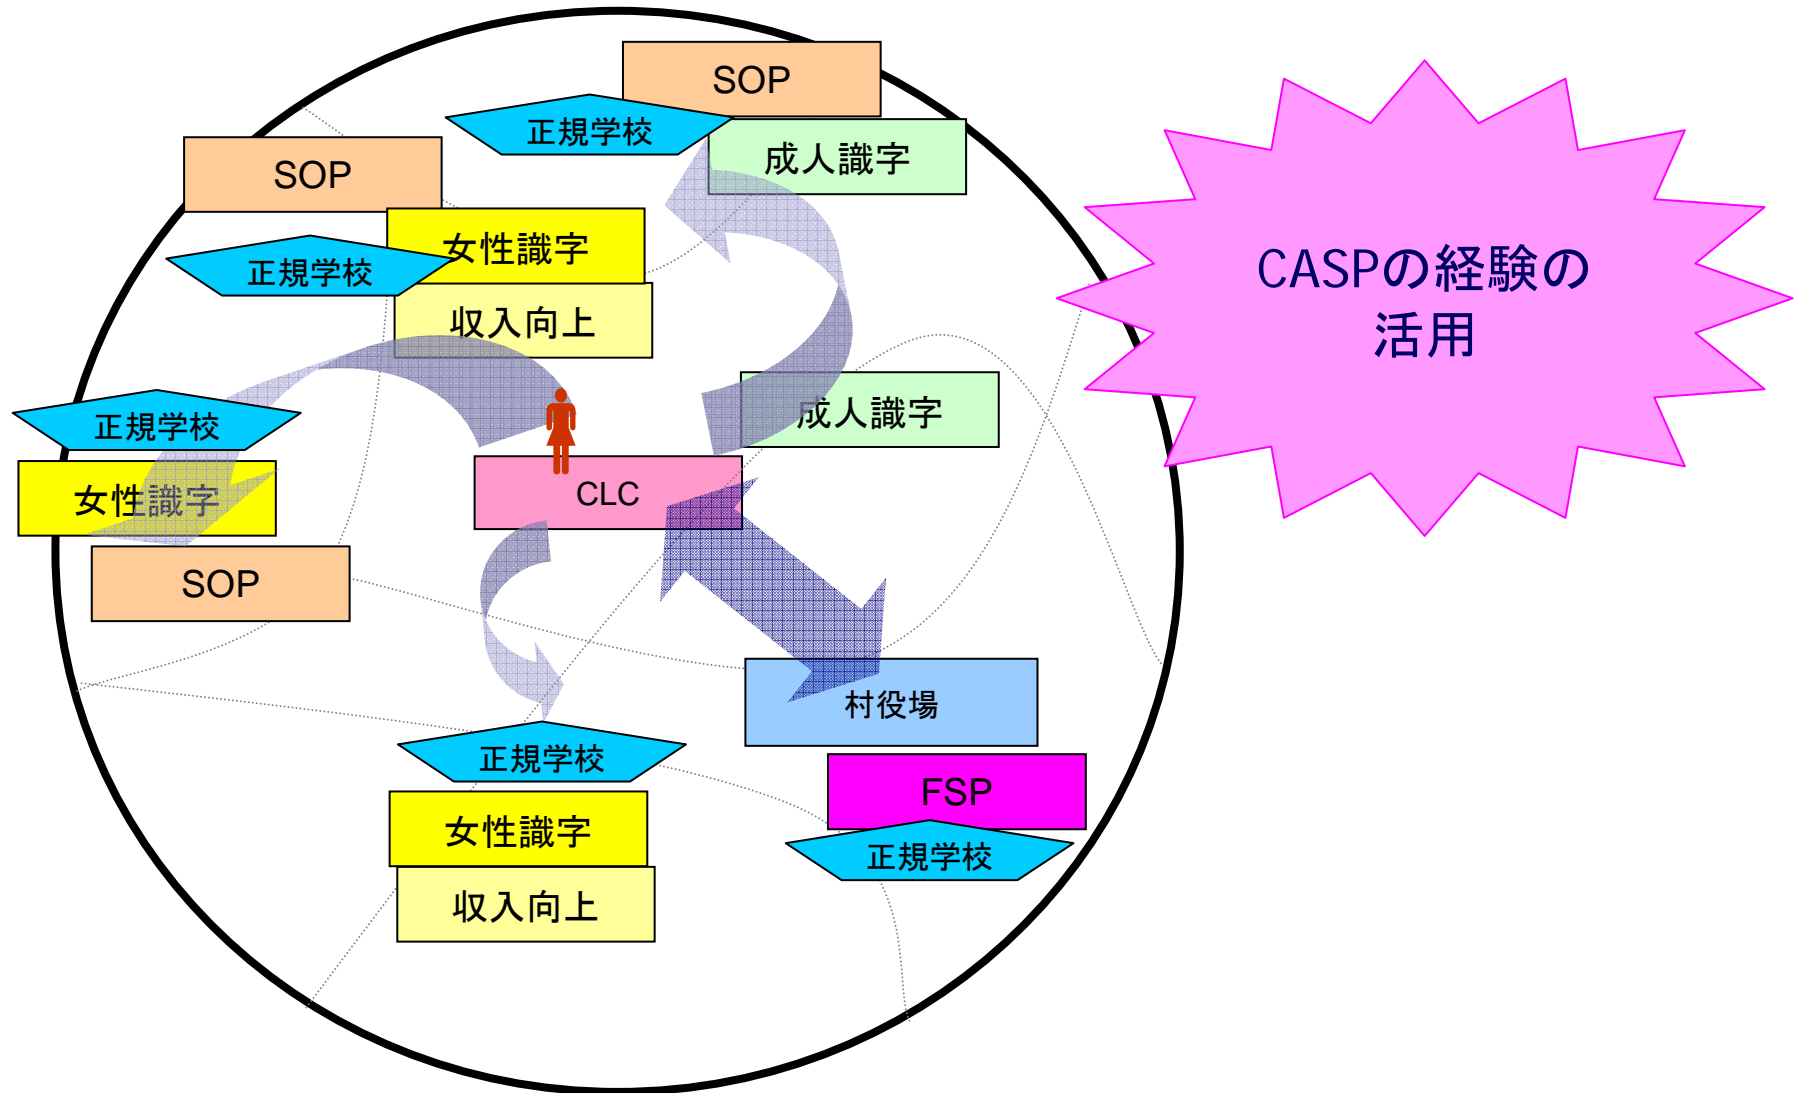 SOP
正規学校
成人識字
SOP
女性識字
正規学校
収入向上
CASPの経験の
活用
正規学校
成人識字
女性識字
CLC
SOP
村役場
正規学校
FSP
女性識字
正規学校
収入向上